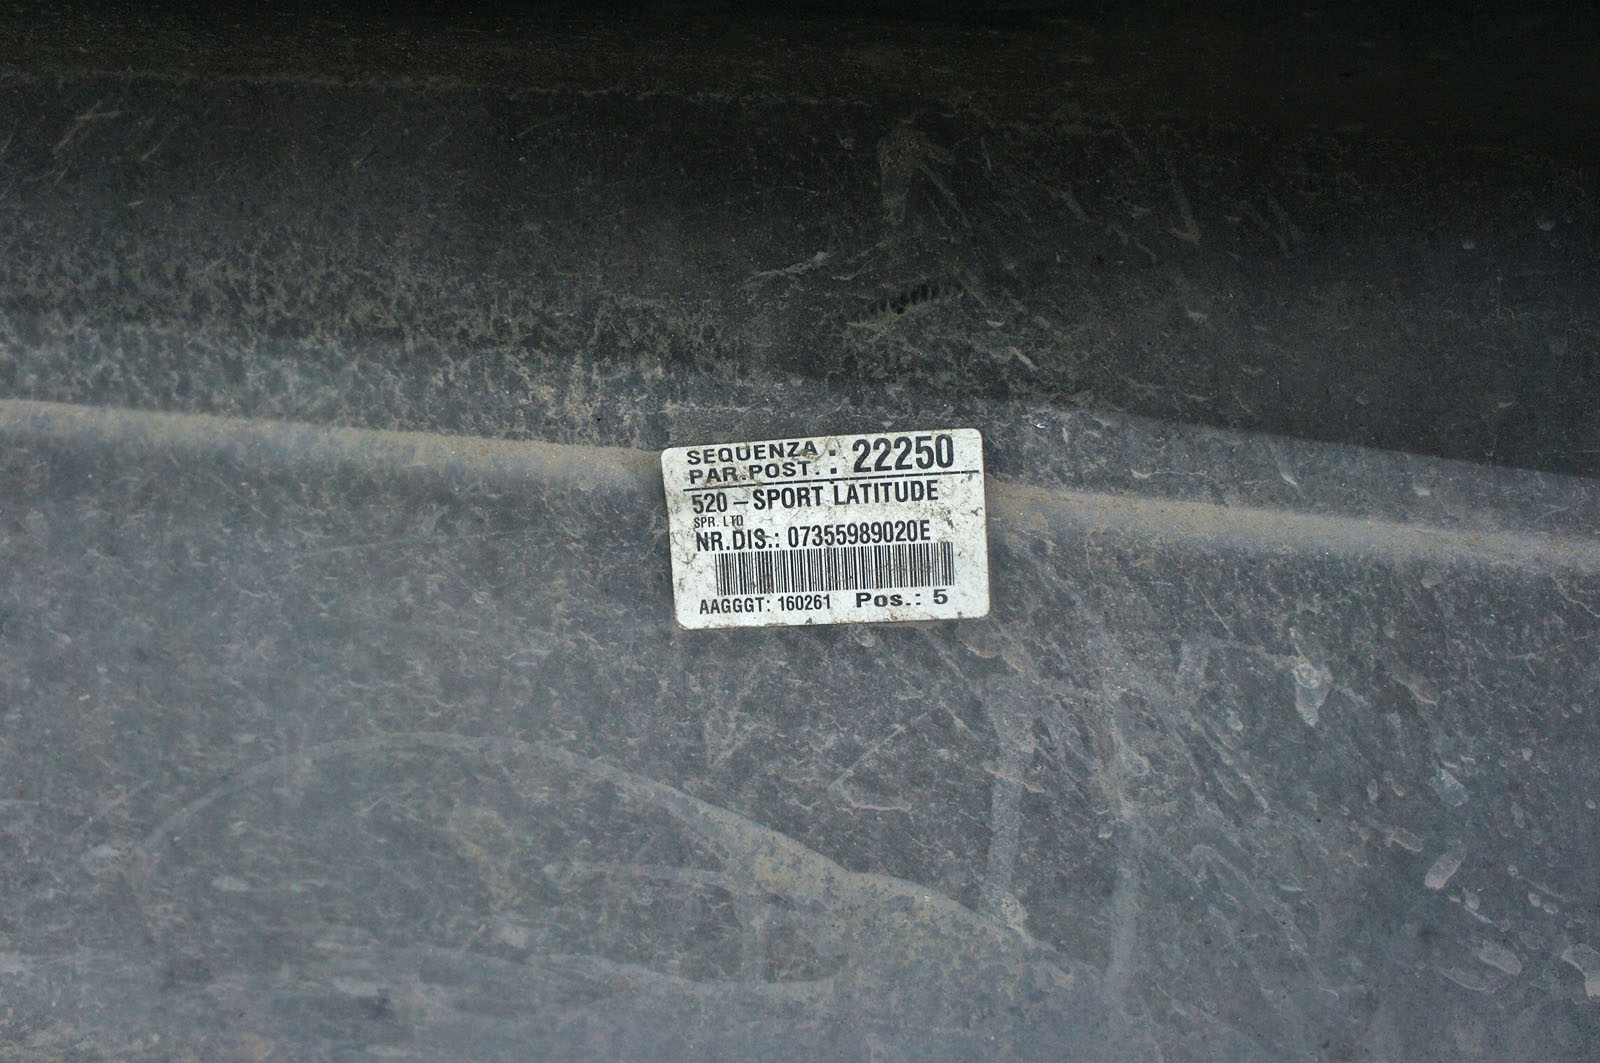 SEQUENZA :
PAR.POST. : 22250
520 - SPORT LATITUDE
SPR. LTD
NR.DIS.: 07355989020E
AAGGGT: 160261 Pos.: 5